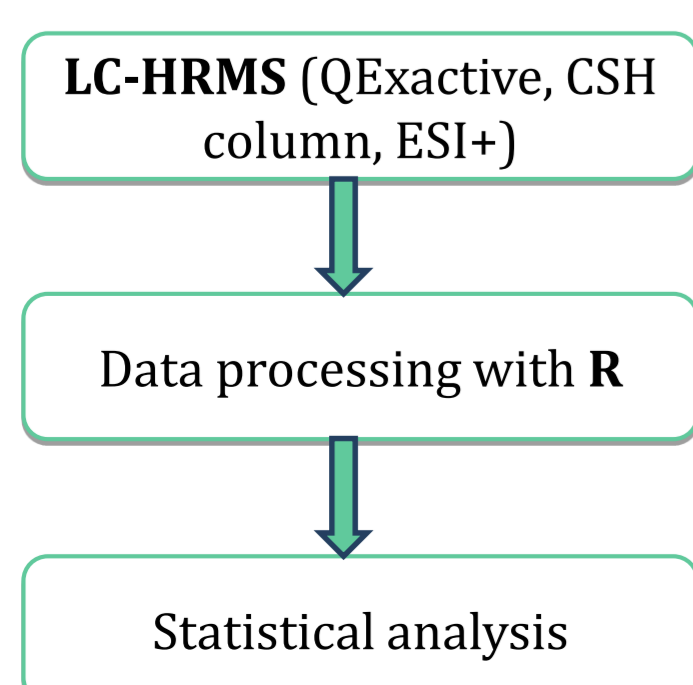 LC-HRMS (QExactive, CSH
column, ESI+)
Data processing with R
Statistical analysis